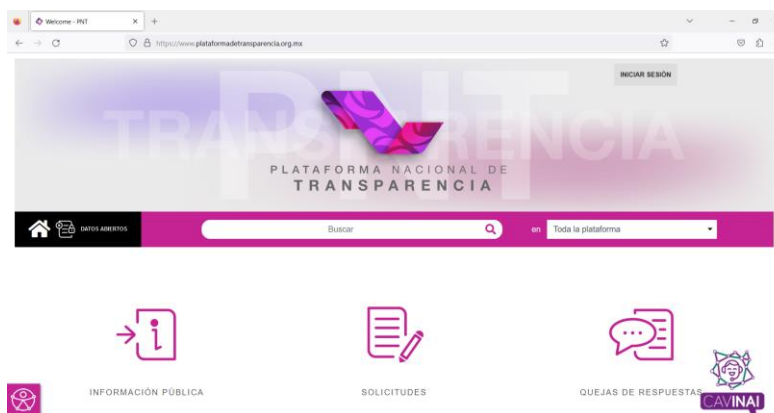 Welcome - PNT
https://www.plataformadetransparencia.org.mx
PNT
TRANSPARENCIA
INICIAR SESIÓN
PLATAFORMA NACIONAL DE
TRANSPARENCIA
DATOS ABIERTOS
Buscar
en
Toda la plataforma
INFORMACIÓN PÚBLICA
SOLICITUDES
QUEJAS DE RESPUESTAS
CAVINAI